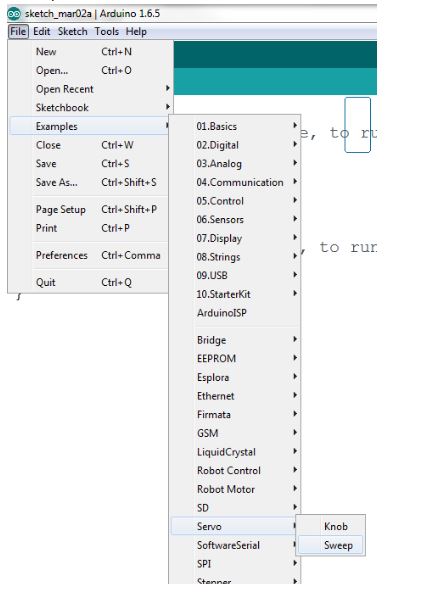 sketch_mar02a | Arduino 1.6.5
File Edit Sketch Tools Help
New Ctrl+N
Open... Ctrl+O
Open Recent
Sketchbook
Examples
Close Ctrl+W
Save Ctrl+S
Save As... Ctrl+Shift+S
Page Setup Ctrl+Shift+P
Print Ctrl+P
Preferences Ctrl+Comma
Quit Ctrl+Q
}
01.Basics
02.Digital
03.Analog
04.Communication
05.Control
06.Sensors
07.Display
08.Strings
09.USB
10.StarterKit
ArduinoISP
Bridge
EEPROM
Esplora
Ethernet
Firmata
GSM
LiquidCrystal
Robot Control
Robot Motor
SD
Servo
SoftwareSerial
SPI
Stepper
Knob
Sweep
e, to ru
, to run